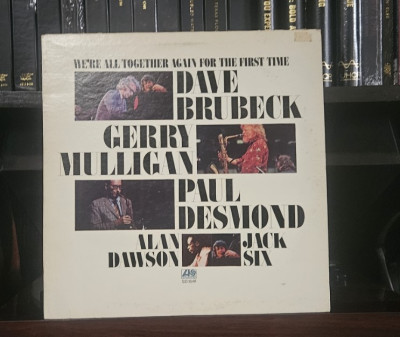 WE'RE ALL TOGETHER AGAIN FOR THE FIRST TIME
DAVE
BRUBECK
GERRY
MULLIGAN
PAUL
DESMOND
ALAN
DAWSON
JACK
SIX